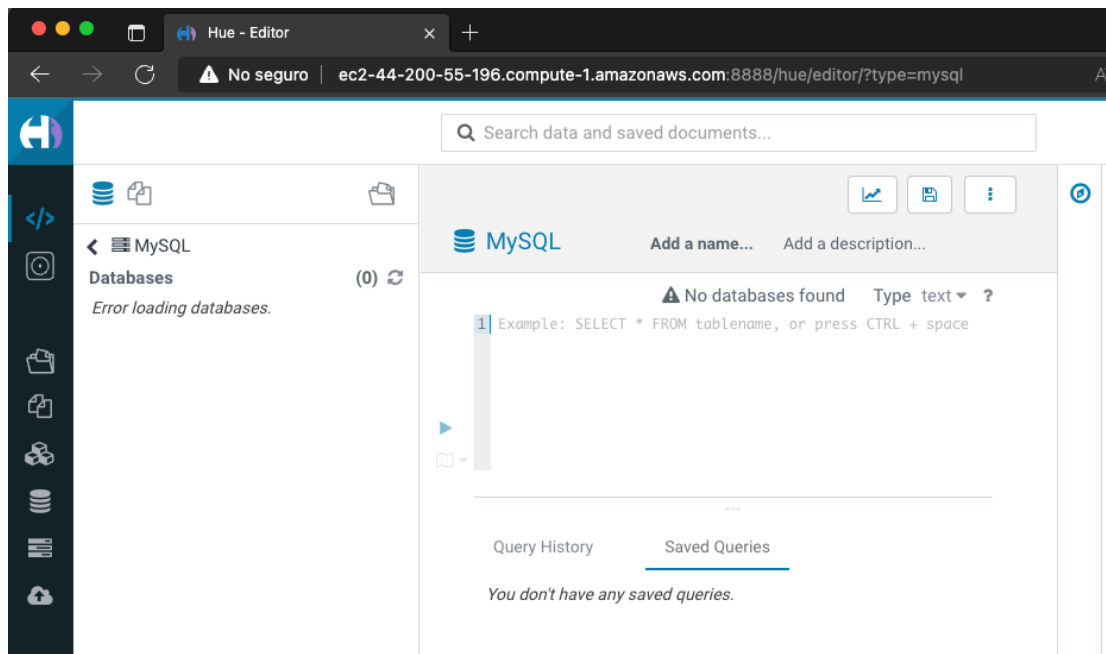 Hue - Editor
No seguro ec2-44-200-55-196.compute-1.amazonaws.com:8888/hue/editor/?type=mysql
Search data and saved documents...
MySQL
Databases (0)
Error loading databases.
MySQL Add a name... Add a description...
No databases found Type text ?
1 Example: SELECT * FROM tablename, or press CTRL + space
Query History Saved Queries
You don't have any saved queries.